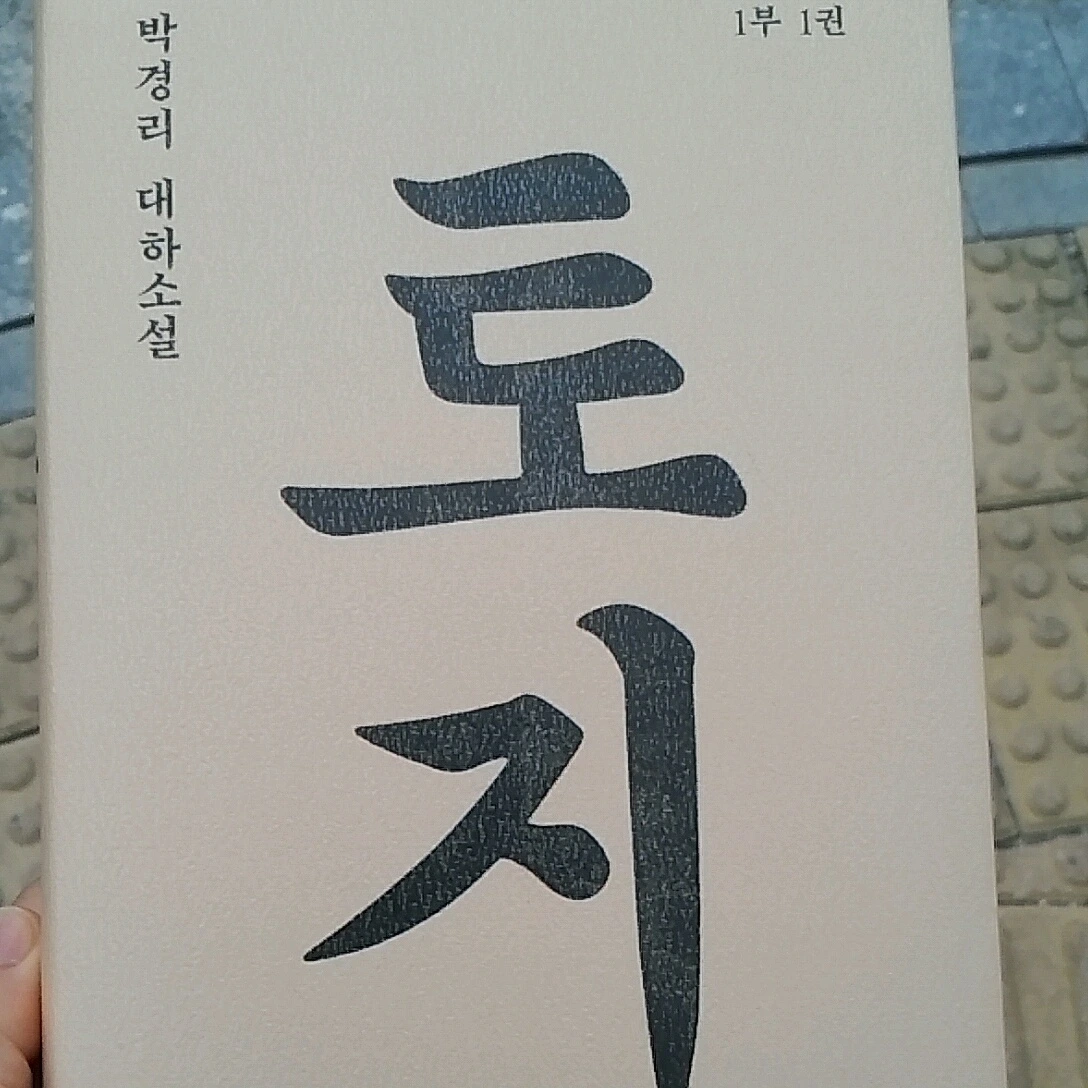 박경리 대하소설
1부 1권
토지